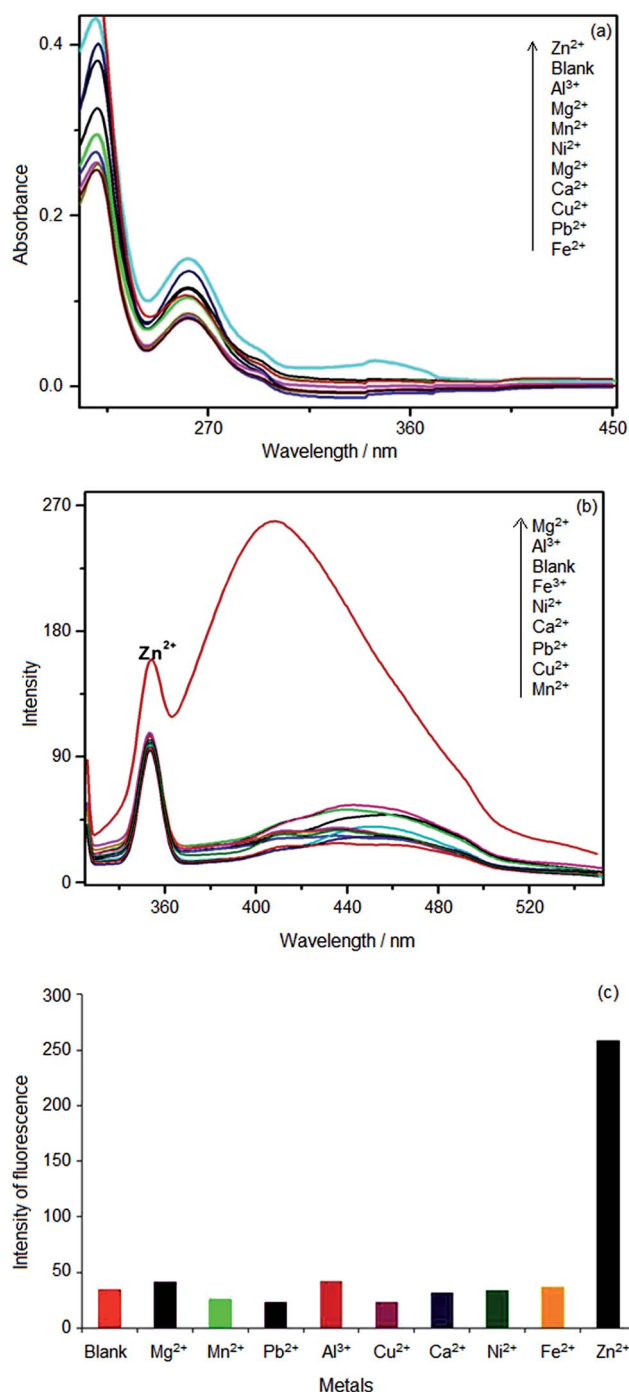 (a)
Zn²⁺
Blank
Al³⁺
Mg²⁺
Mn²⁺
Ni²⁺
Mg²⁺
Ca²⁺
Cu²⁺
Pb²⁺
Fe²⁺
0.4
0.2
0.0
Absorbance
270 360 450
Wavelength / nm
(b)
Mg²⁺
Al³⁺
Blank
Fe³⁺
Ni²⁺
Ca²⁺
Pb²⁺
Cu²⁺
Mn²⁺
Zn²⁺
270
180
90
0
Intensity
360 400 440 480 520
Wavelength / nm
(c)
300
250
200
150
100
50
0
Intensity of fluorescence
Blank Mg²⁺ Mn²⁺ Pb²⁺ Al³⁺ Cu²⁺ Ca²⁺ Ni²⁺ Fe²⁺ Zn²⁺
Metals